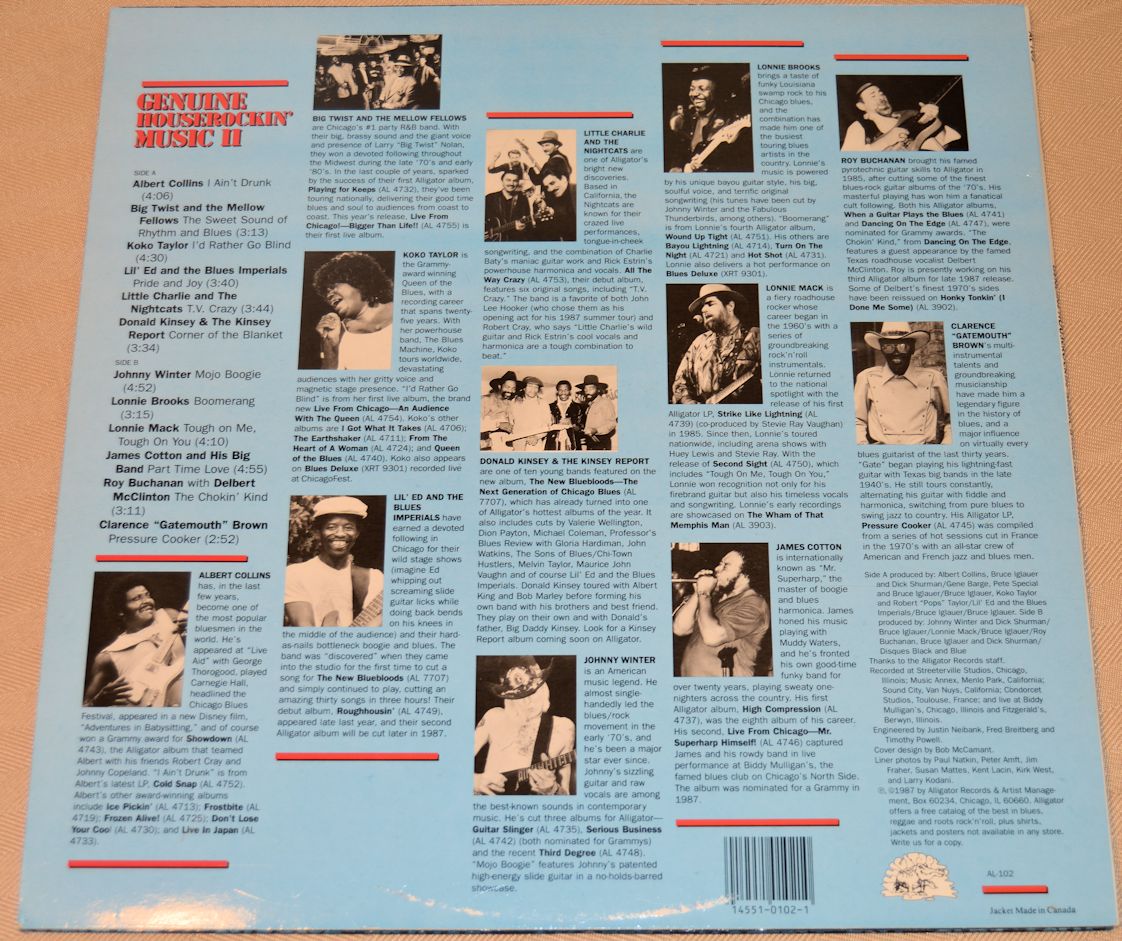 GENUINE
HOUSEROCKIN'
MUSIC II
SIDE A
Albert Collins I Ain't Drunk
(4:06)
Big Twist and the Mellow
Fellows The Sweet Sound of
Rhythm and Blues (3:13)
Koko Taylor I'd Rather Go Blind
(4:30)
Lil' Ed and the Blues Imperials
Pride and Joy (3:40)
Little Charlie and The
Nightcats T.V. Crazy (3:44)
Donald Kinsey & The Kinsey
Report Corner of the Blanket
(3:34)
SIDE B
Johnny Winter Mojo Boogie
(4:52)
Lonnie Brooks Boomerang
(3:15)
Lonnie Mack Tough on Me,
Tough On You (4:10)
James Cotton and His Big
Band Part Time Love (4:55)
Roy Buchanan with Delbert
McClinton The Chokin' Kind
(3:11)
Clarence "Gatemouth" Brown
Pressure Cooker (2:52)
ALBERT COLLINS
has, in the last
few years,
become one of
the most popular
bluesmen in the
world. He's
appeared at "Live
Aid" with George
Thorogood, played
Carnegie Hall,
headlined the
Chicago Blues
Festival, appeared in a new Disney film,
"Adventures in Babysitting," and of course
won a Grammy award for Showdown (AL
4743), the Alligator album that teamed
Albert with his friends Robert Cray and
Johnny Copeland. "I Ain't Drunk" is from
Albert's latest LP, Cold Snap (AL 4752).
Albert's other award-winning albums
include Ice Pickin' (AL 4713); Frostbite (AL
4719); Frozen Alive! (AL 4725); Don't Lose
Your Cool (AL 4730); and Live In Japan (AL
4733).
BIG TWIST AND THE MELLOW FELLOWS
are Chicago's #1 party R&B band. With
their big, brassy sound and the giant voice
and presence of Larry "Big Twist" Nolan,
they won a devoted following throughout
the Midwest during the late '70's and early
'80's. In the last couple of years, sparked
by the success of their first Alligator album,
Playing for Keeps (AL 4732), they've been
touring nationally, delivering their good time
blues and soul to audiences from coast to
coast. This year's release, Live From
Chicago!—Bigger Than Life!! (AL 4755) is
their first live album.
KOKO TAYLOR is
the Grammy-
award winning
Queen of the
Blues, with a
recording career
that spans twenty-
five years. With
her powerhouse
band, The Blues
Machine, Koko
tours worldwide,
devastating
audiences with her gritty voice and
magnetic stage presence. "I'd Rather Go
Blind" is from her first live album, the brand
new Live From Chicago—An Audience
With The Queen (AL 4754). Koko's other
albums are I Got What It Takes (AL 4706);
The Earthshaker (AL 4711); From The
Heart of A Woman (AL 4724); and Queen
of the Blues (AL 4740). Koko also appears
on Blues Deluxe (XRT 9301) recorded live
at ChicagoFest.
LIL' ED AND THE
BLUES
IMPERIALS have
earned a devoted
following in
Chicago for their
wild stage shows
(imagine Ed
whipping out
screaming slide
guitar licks while
doing back bends
on his knees in
the middle of the audience) and their hard-
as-nails bottleneck boogie and blues. The
band was "discovered" when they came
into the studio for the first time to cut a
song for The New Bluebloods (AL 7707)
and simply continued to play, cutting an
amazing thirty songs in three hours! Their
debut album, Roughhousin' (AL 4749),
appeared late last year, and their second
Alligator album will be cut later in 1987.
LITTLE CHARLIE
AND THE
NIGHTCATS are
one of Alligator's
bright new
discoveries.
Based in
California, the
Nightcats are
known for their
crazed live
performances,
tongue-in-cheek
songwriting, and the combination of Charlie
Baty's maniac guitar work and Rick Estrin's
powerhouse harmonica and vocals. All The
Way Crazy (AL 4753), their debut album,
features six original songs, including "T.V.
Crazy." The band is a favorite of both John
Lee Hooker (who chose them as his
opening act for his 1987 summer tour) and
Robert Cray, who says "Little Charlie's wild
guitar and Rick Estrin's cool vocals and
harmonica are a tough combination to
beat."
DONALD KINSEY & THE KINSEY REPORT
are one of ten young bands featured on the
new album, The New Bluebloods—The
Next Generation of Chicago Blues (AL
7707), which has already turned into one
of Alligator's hottest albums of the year. It
also includes cuts by Valerie Wellington,
Dion Payton, Michael Coleman, Professor's
Blues Review with Gloria Hardiman, John
Watkins, The Sons of Blues/Chi-Town
Hustlers, Melvin Taylor, Maurice John
Vaughn and of course Lil' Ed and the Blues
Imperials. Donald Kinsey toured with Albert
King and Bob Marley before forming his
own band with his brothers and best friend.
They play on their own and with Donald's
father, Big Daddy Kinsey. Look for a Kinsey
Report album coming soon on Alligator.
JOHNNY WINTER
is an American
music legend. He
almost single-
handedly led the
blues/rock
movement in the
early '70's, and
he's been a major
star ever since.
Johnny's sizzling
guitar and raw
vocals are among
the best-known sounds in contemporary
music. He's cut three albums for Alligator—
Guitar Slinger (AL 4735), Serious Business
(AL 4742) (both nominated for Grammys)
and the recent Third Degree (AL 4748).
"Mojo Boogie" features Johnny's patented
high-energy slide guitar in a no-holds-barred
showcase.
LONNIE BROOKS
brings a taste of
funky Louisiana
swamp rock to his
Chicago blues,
and the
combination has
made him one of
the busiest
touring blues
artists in the
country. Lonnie's
music is powered
by his unique bayou guitar style, his big,
soulful voice, and terrific original
songwriting (his tunes have been cut by
Johnny Winter and the Fabulous
Thunderbirds, among others). "Boomerang"
is from Lonnie's fourth Alligator album,
Wound Up Tight (AL 4751). His others are
Bayou Lightning (AL 4714), Turn On The
Night (AL 4721) and Hot Shot (AL 4731).
Lonnie also delivers a hot performance on
Blues Deluxe (XRT 9301).
LONNIE MACK is
a fiery roadhouse
rocker whose
career began in
the 1960's with a
series of
groundbreaking
rock'n'roll
instrumentals.
Lonnie returned
to the national
spotlight with the
release of his first
Alligator LP, Strike Like Lightning (AL
4739) (co-produced by Stevie Ray Vaughan)
in 1985. Since then, Lonnie's toured
nationwide, including arena shows with
Huey Lewis and Stevie Ray. With the
release of Second Sight (AL 4750), which
includes "Tough On Me, Tough On You,"
Lonnie won recognition not only for his
firebrand guitar but also his timeless vocals
and songwriting. Lonnie's early recordings
are showcased on The Wham of That
Memphis Man (AL 3903).
JAMES COTTON
is internationally
known as "Mr.
Superharp," the
master of boogie
and blues
harmonica. James
honed his music
playing with
Muddy Waters,
and he's fronted
his own good-time
funky band for
over twenty years, playing sweaty one-
nighters across the country. His first
Alligator album, High Compression (AL
4737), was the eighth album of his career.
His second, Live From Chicago—Mr.
Superharp Himself! (AL 4746) captured
James and his rowdy band in live
performance at Biddy Mulligan's, the
famed blues club on Chicago's North Side.
The album was nominated for a Grammy in
1987.
14551-0102-1
ROY BUCHANAN brought his famed
pyrotechnic guitar skills to Alligator in
1985, after cutting some of the finest
blues-rock guitar albums of the '70's. His
masterful playing has won him a fanatical
cult following. Both his Alligator albums,
When a Guitar Plays the Blues (AL 4741)
and Dancing On The Edge (AL 4747), were
nominated for Grammy awards. "The
Chokin' Kind," from Dancing On The Edge,
features a guest appearance by the famed
Texas roadhouse vocalist Delbert
McClinton. Roy is presently working on his
third Alligator album for late 1987 release.
Some of Delbert's finest 1970's sides
have been reissued on Honky Tonkin' (I
Done Me Some) (AL 3902).
CLARENCE
"GATEMOUTH"
BROWN's multi-
instrumental
talents and
groundbreaking
musicianship
have made him a
legendary figure
in the history of
blues, and a
major influence
on virtually every
blues guitarist of the last thirty years.
"Gate" began playing his lightning-fast
guitar with Texas big bands in the late
1940's. He still tours constantly,
alternating his guitar with fiddle and
harmonica, switching from pure blues to
swing jazz to country. His Alligator LP,
Pressure Cooker (AL 4745) was compiled
from a series of hot sessions cut in France
in the 1970's with an all-star crew of
American and French jazz and blues men.
Side A produced by: Albert Collins, Bruce Iglauer
and Dick Shurman/Gene Barge, Pete Special
and Bruce Iglauer/Bruce Iglauer, Koko Taylor
and Robert "Pops" Taylor/Lil' Ed and the Blues
Imperials/Bruce Iglauer/Bruce Iglauer. Side B
produced by: Johnny Winter and Dick Shurman/
Bruce Iglauer/Lonnie Mack/Bruce Iglauer/Roy
Buchanan, Bruce Iglauer and Dick Shurman/
Disques Black and Blue
Thanks to the Alligator Records staff.
Recorded at Streeterville Studios, Chicago,
Illinois; Music Annex, Menlo Park, California;
Sound City, Van Nuys, California; Condorcet
Studios, Toulouse, France; and live at Biddy
Mulligan's, Chicago, Illinois and Fitzgerald's,
Berwyn, Illinois.
Engineered by Justin Neibank, Fred Breitberg and
Timothy Powell.
Cover design by Bob McCamant.
Liner photos by Paul Natkin, Peter Amft, Jim
Fraher, Susan Mattes, Kent Lacin, Kirk West,
and Larry Kodani.
℗, ©1987 by Alligator Records & Artist Manage-
ment, Box 60234, Chicago, IL 60660. Alligator
offers a free catalog of the best in blues,
reggae and roots rock'n'roll, plus shirts,
jackets and posters not available in any store.
Write us for a copy.
AL-102
Jacket Made in Canada